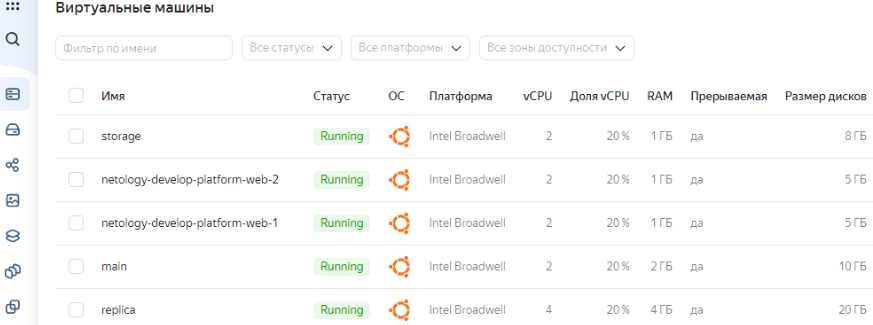 Виртуальные машины
Фильтр по имени Все статусы Все платформы Все зоны доступности
Имя Статус ОС Платформа vCPU Доля vCPU RAM Прерываемая Размер дисков
storage Running Intel Broadwell 2 20 % 1 ГБ да 8 ГБ
netology-develop-platform-web-2 Running Intel Broadwell 2 20 % 1 ГБ да 5 ГБ
netology-develop-platform-web-1 Running Intel Broadwell 2 20 % 1 ГБ да 5 ГБ
main Running Intel Broadwell 2 20 % 2 ГБ да 10 ГБ
replica Running Intel Broadwell 4 20 % 4 ГБ да 20 ГБ